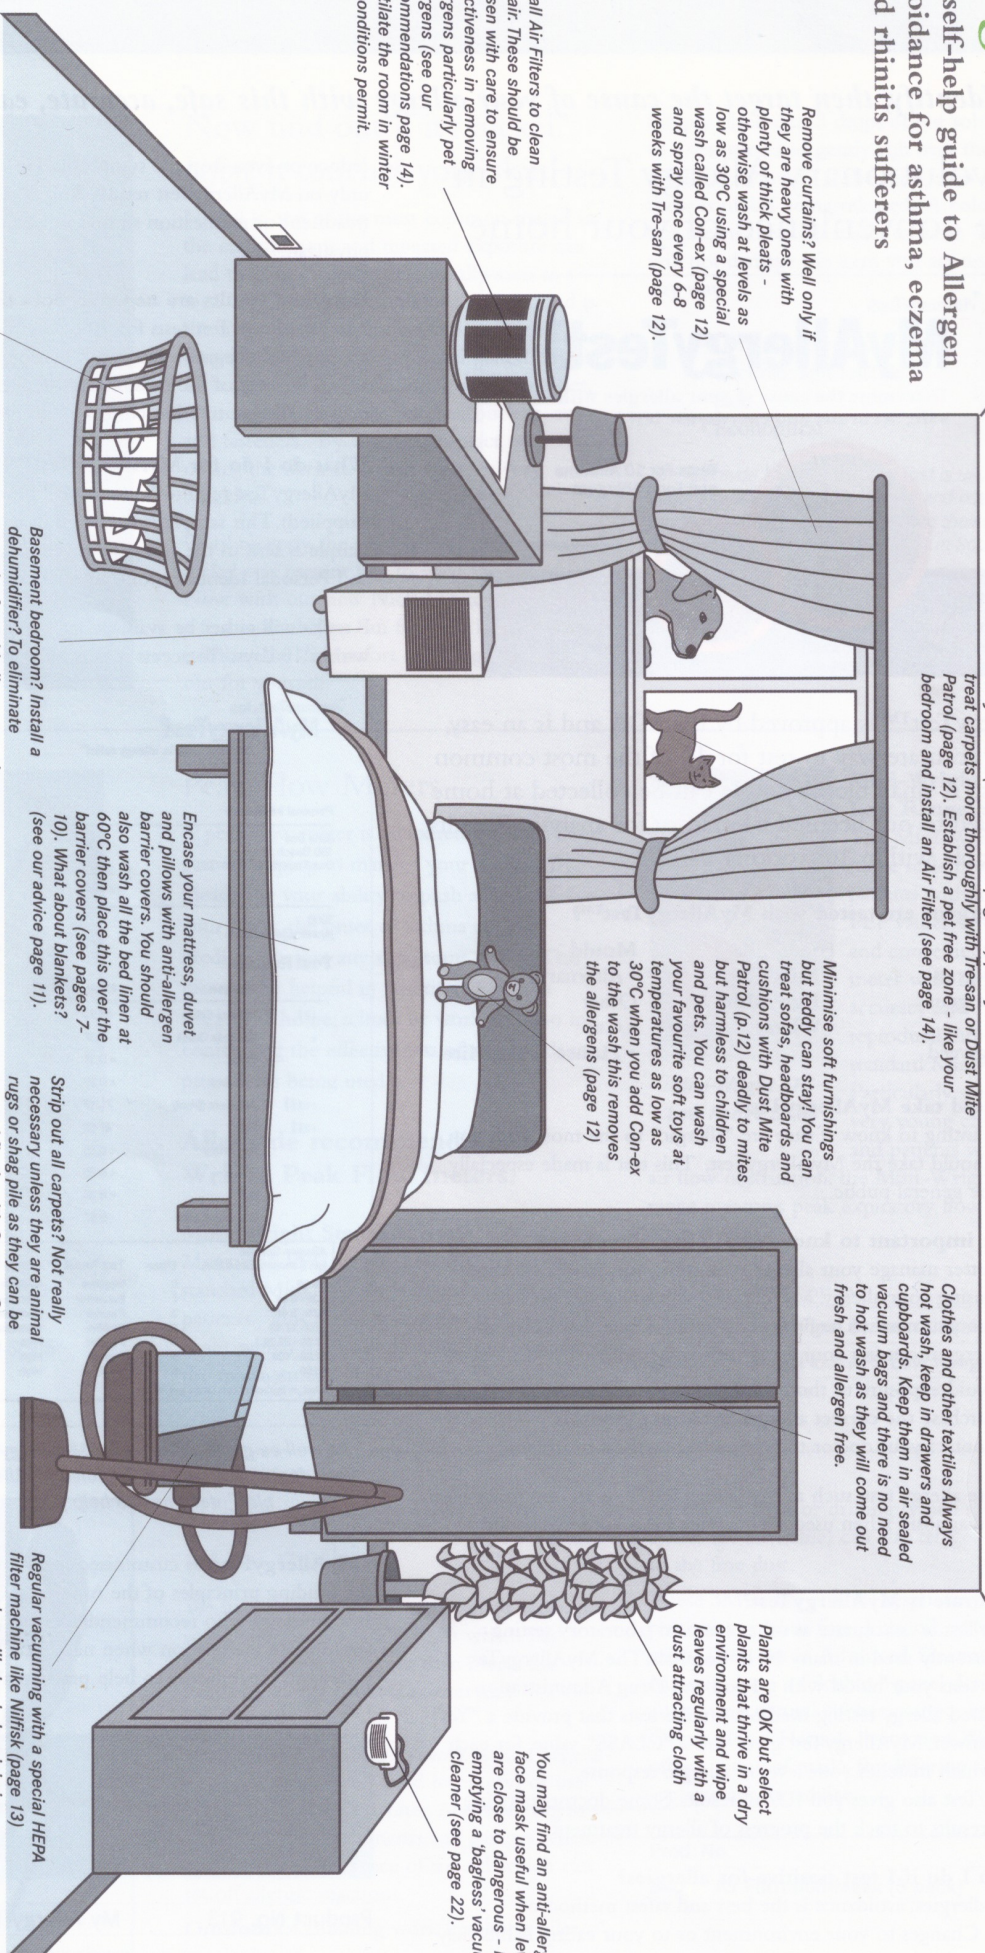 self-help guide to Allergen
oidance for asthma, eczema
d rhinitis sufferers
all Air Filters to clean
air. These should be
sen with care to ensure
ctiveness in removing
rgens particularly pet
rgens (see our
ommendations page 14).
tilate the room in winter
onditions permit.
Remove curtains? Well only if
they are heavy ones with
plenty of thick pleats -
otherwise wash at levels as
low as 30°C using a special
wash called Con-ex (page 12)
and spray once every 6-8
weeks with Tre-san (page 12).
treat carpets more thoroughly with Tre-san or Dust Mite
Patrol (page 12). Establish a pet free zone - like your
bedroom and install an Air Filter (see page 14).
Minimise soft furnishings
but teddy can stay! You can
treat sofas, headboards and
cushions with Dust Mite
Patrol (p.12) deadly to mites
but harmless to children
and pets. You can wash
your favourite soft toys at
temperatures as low as
30°C when you add Con-ex
to the wash, this removes
the allergens (page 12)
Clothes and other textiles Always
hot wash, keep in drawers and
cupboards. Keep them in air sealed
vacuum bags and there is no need
to hot wash as they will come out
fresh and allergen free.
Plants are OK but select
plants that thrive in a dry
environment and wipe
leaves regularly with a
dust attracting cloth
You may find an anti-allerg
face mask useful when
are close to dangerous -
emptying a 'bagless' vacu
cleaner (see page 22).
Basement bedroom? Install a
dehumidifier? To eliminate
Encase your mattress, duvet
and pillows with anti-allergen
barrier covers. You should
also wash all the bed linen at
60°C then place this over the
barrier covers (see pages 7-
10). What about blankets?
(see our advice page 11).
Strip out all carpets? Not really
necessary unless they are animal
rugs or shag pile as they can be
Regular vacuuming with a special HEPA
filter machine like Nilfisk (page 13)